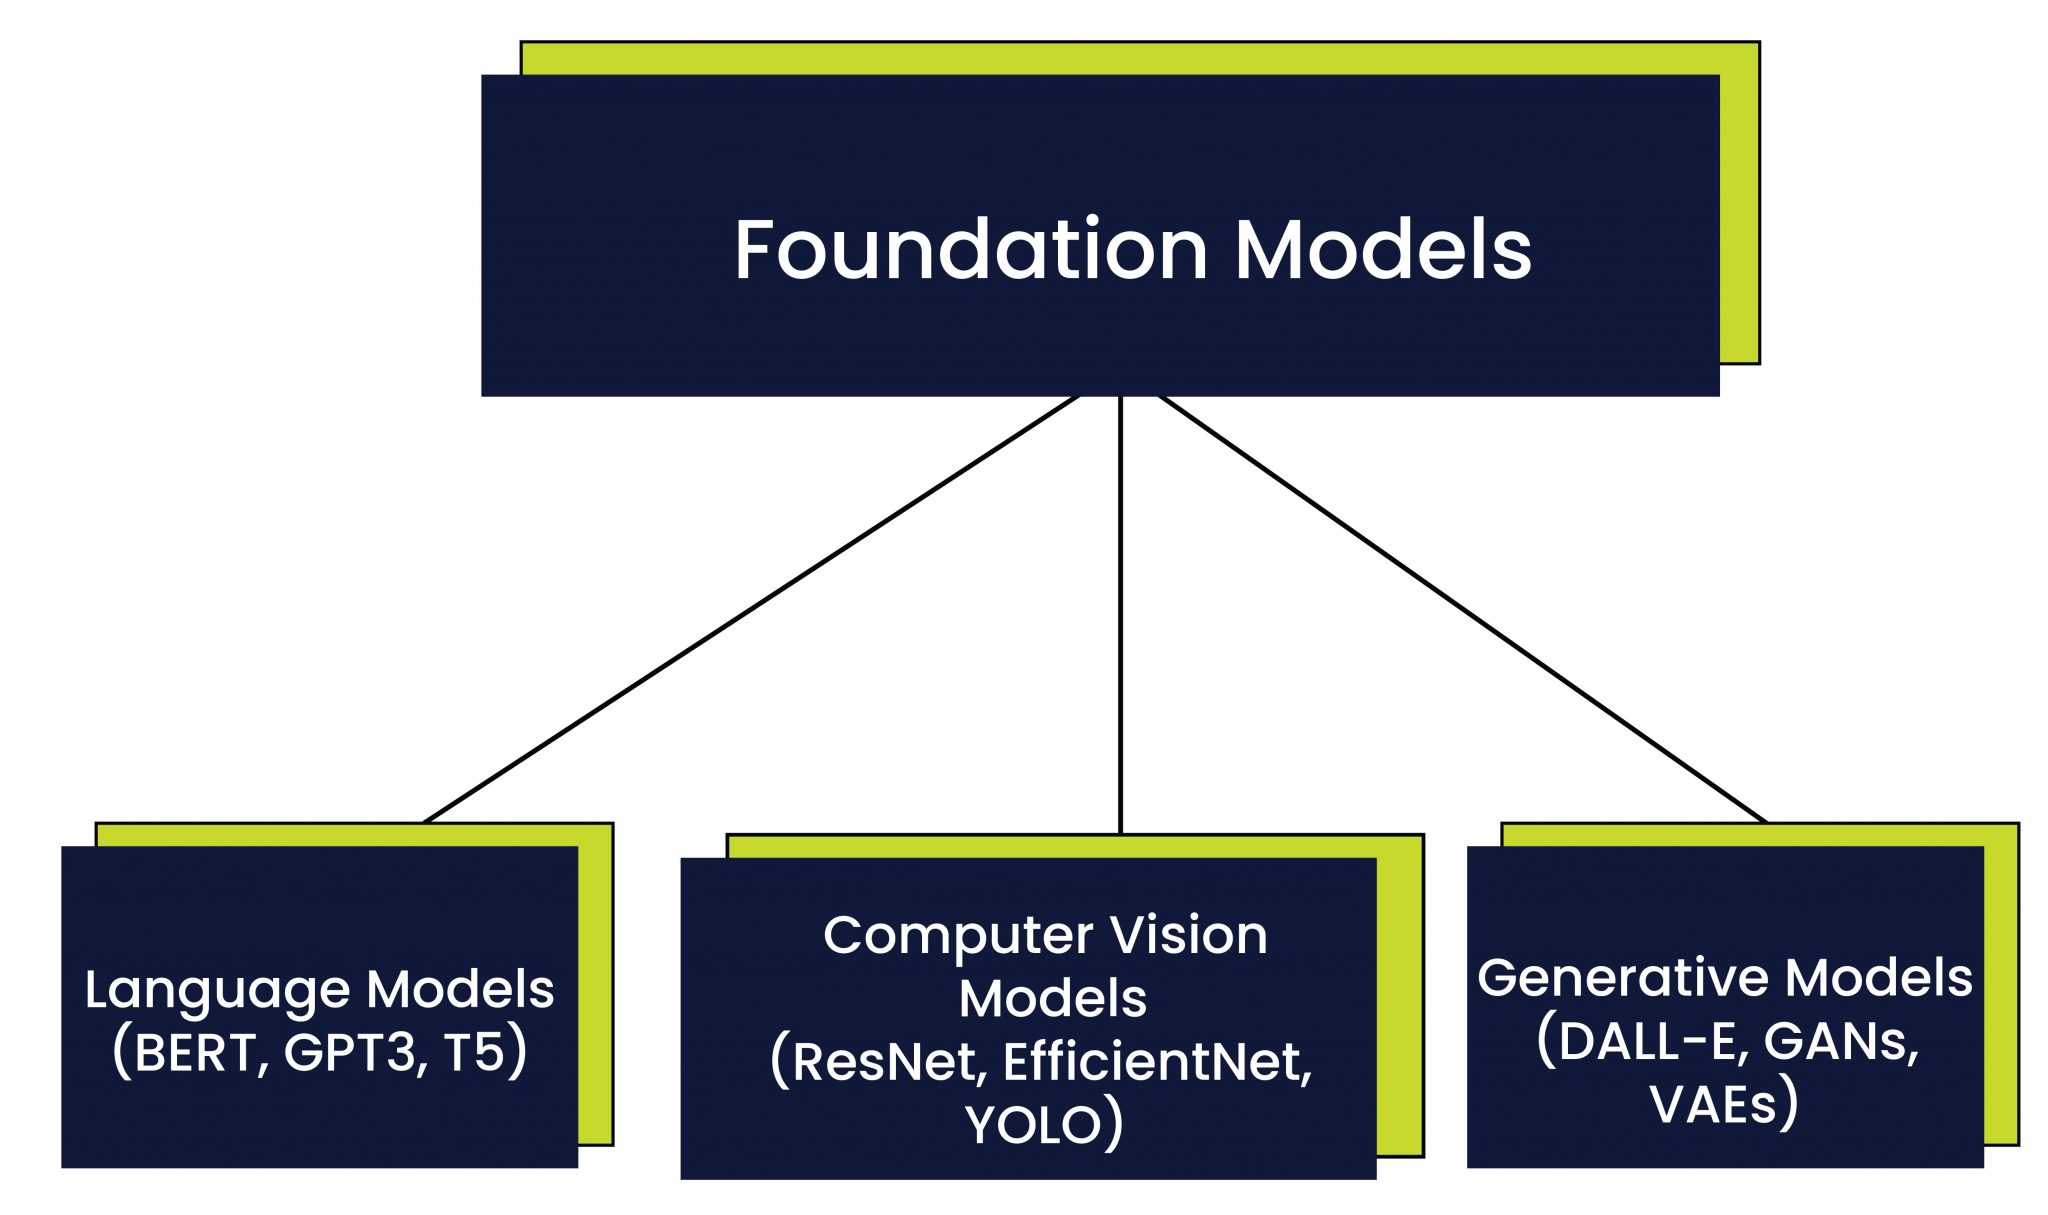 Foundation Models
Language Models
(BERT, GPT3, T5)
Computer Vision
Models
(ResNet, EfficientNet,
YOLO)
Generative Models
(DALL-E, GANs,
VAEs)